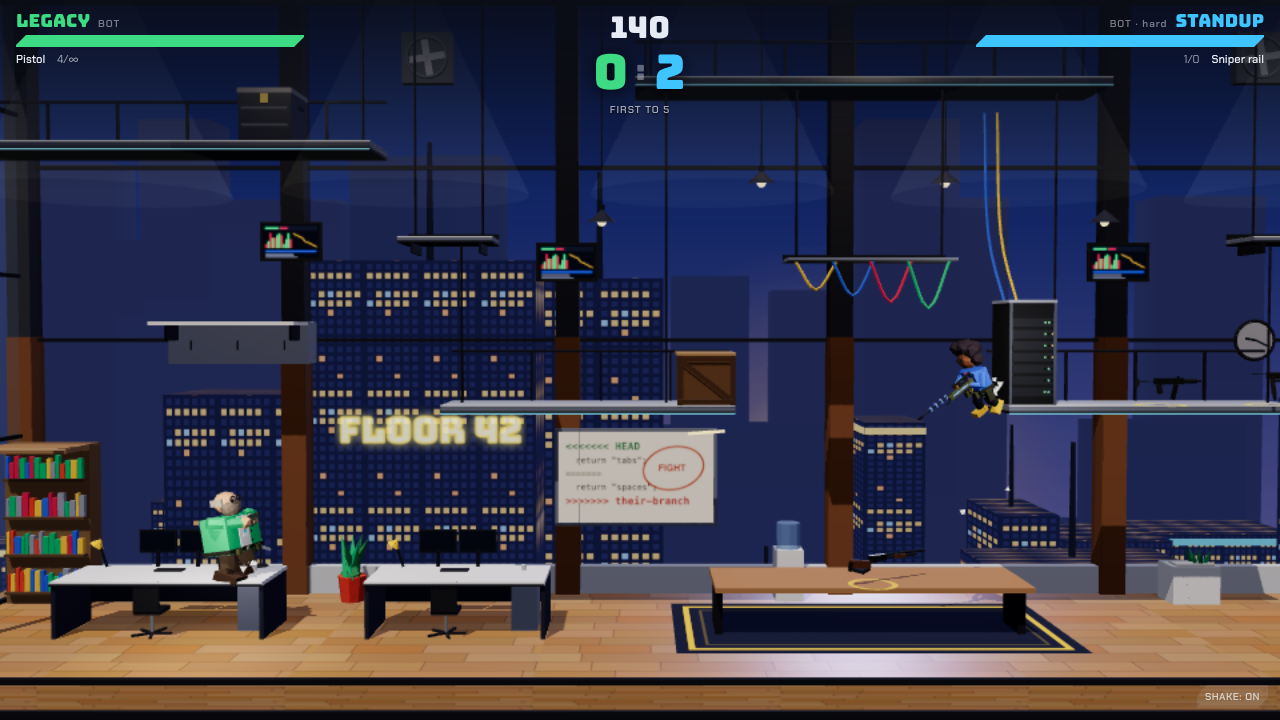 LEGACY BOT
140
BOT · hard STANDUP
Pistol 4/∞
0 : 2
1/0 Sniper rail
FIRST TO 5
FLOOR 42
<<<<<<< HEAD
return "tabs";
=======
return "spaces";
>>>>>>> their-branch
FIGHT
SHAKE: ON